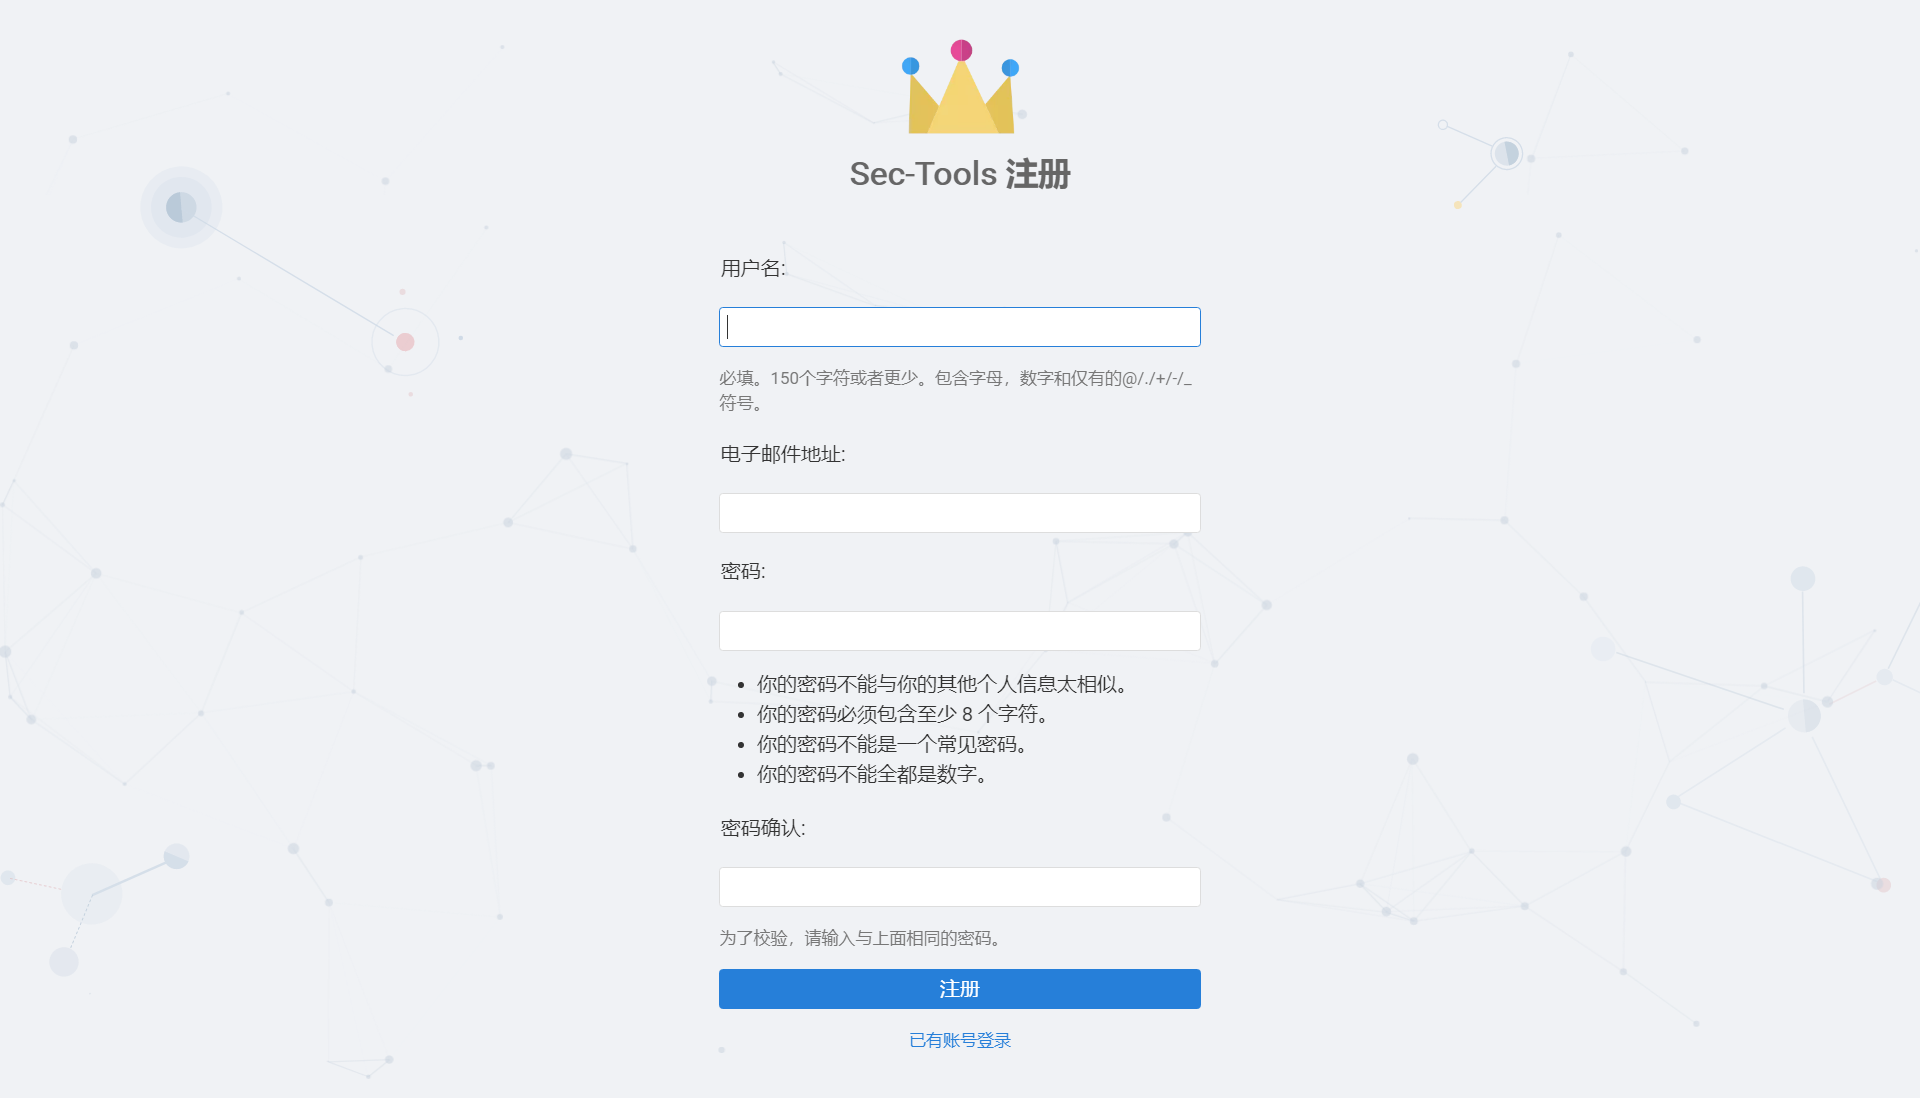 Sec-Tools 注册
用户名:
必填。150个字符或者更少。包含字母，数字和仅有的@/./+/-/_
符号。
电子邮件地址:
密码:
• 你的密码不能与你的其他个人信息太相似。
• 你的密码必须包含至少 8 个字符。
• 你的密码不能是一个常见密码。
• 你的密码不能全都是数字。
密码确认:
为了校验，请输入与上面相同的密码。
注册
已有账号登录